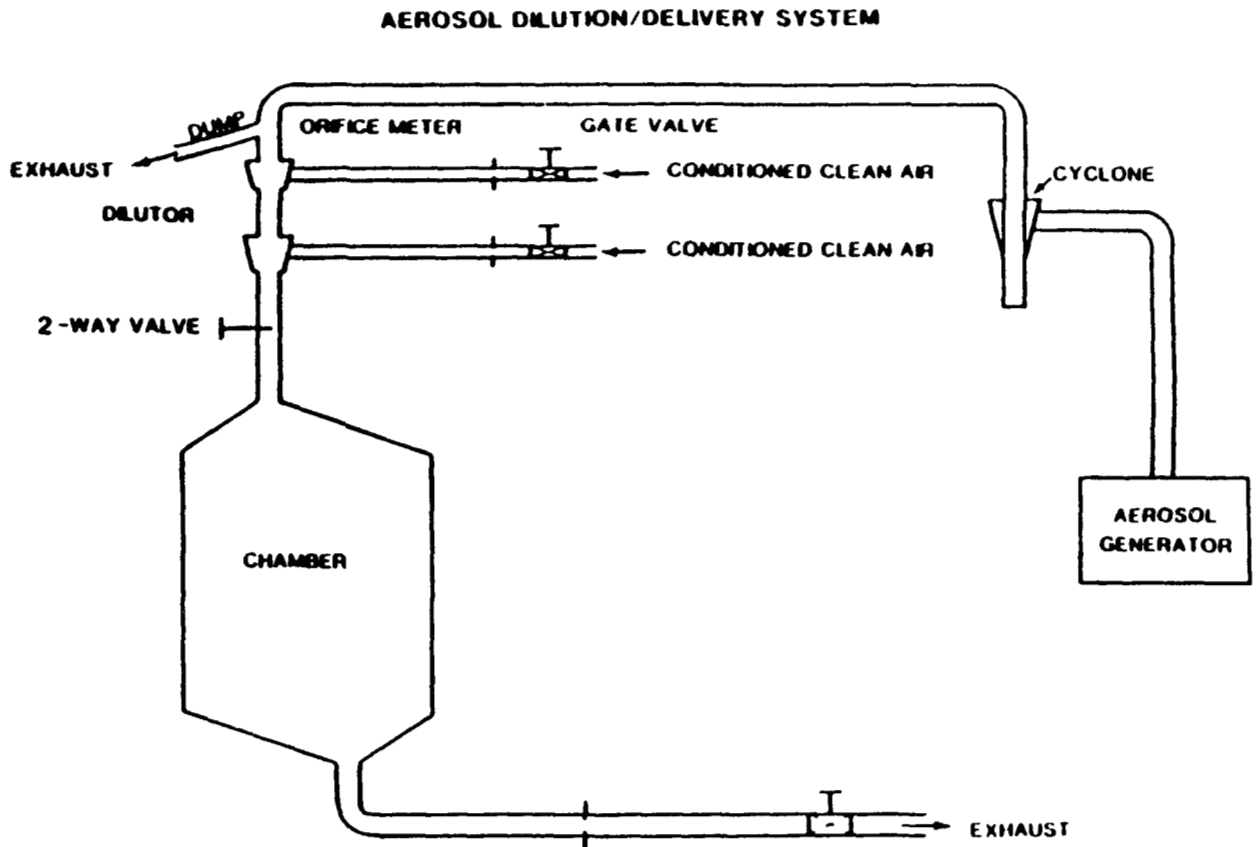 AEROSOL DILUTION/DELIVERY SYSTEM
DUMP
ORIFICE METER
GATE VALVE
EXHAUST
CONDITIONED CLEAN AIR
CYCLONE
DILUTOR
CONDITIONED CLEAN AIR
2-WAY VALVE
AEROSOL
GENERATOR
CHAMBER
EXHAUST